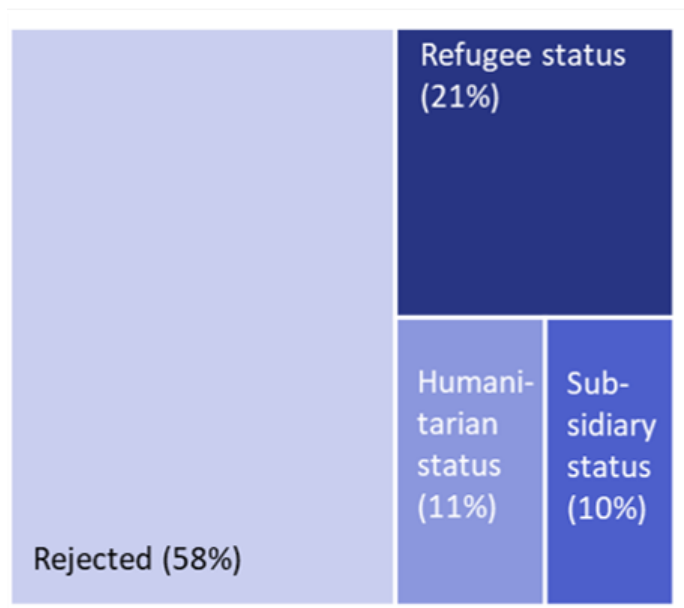 Refugee status
(21%)
Humani-
tarian
status
(11%)
Sub-
sidiary
status
(10%)
Rejected (58%)